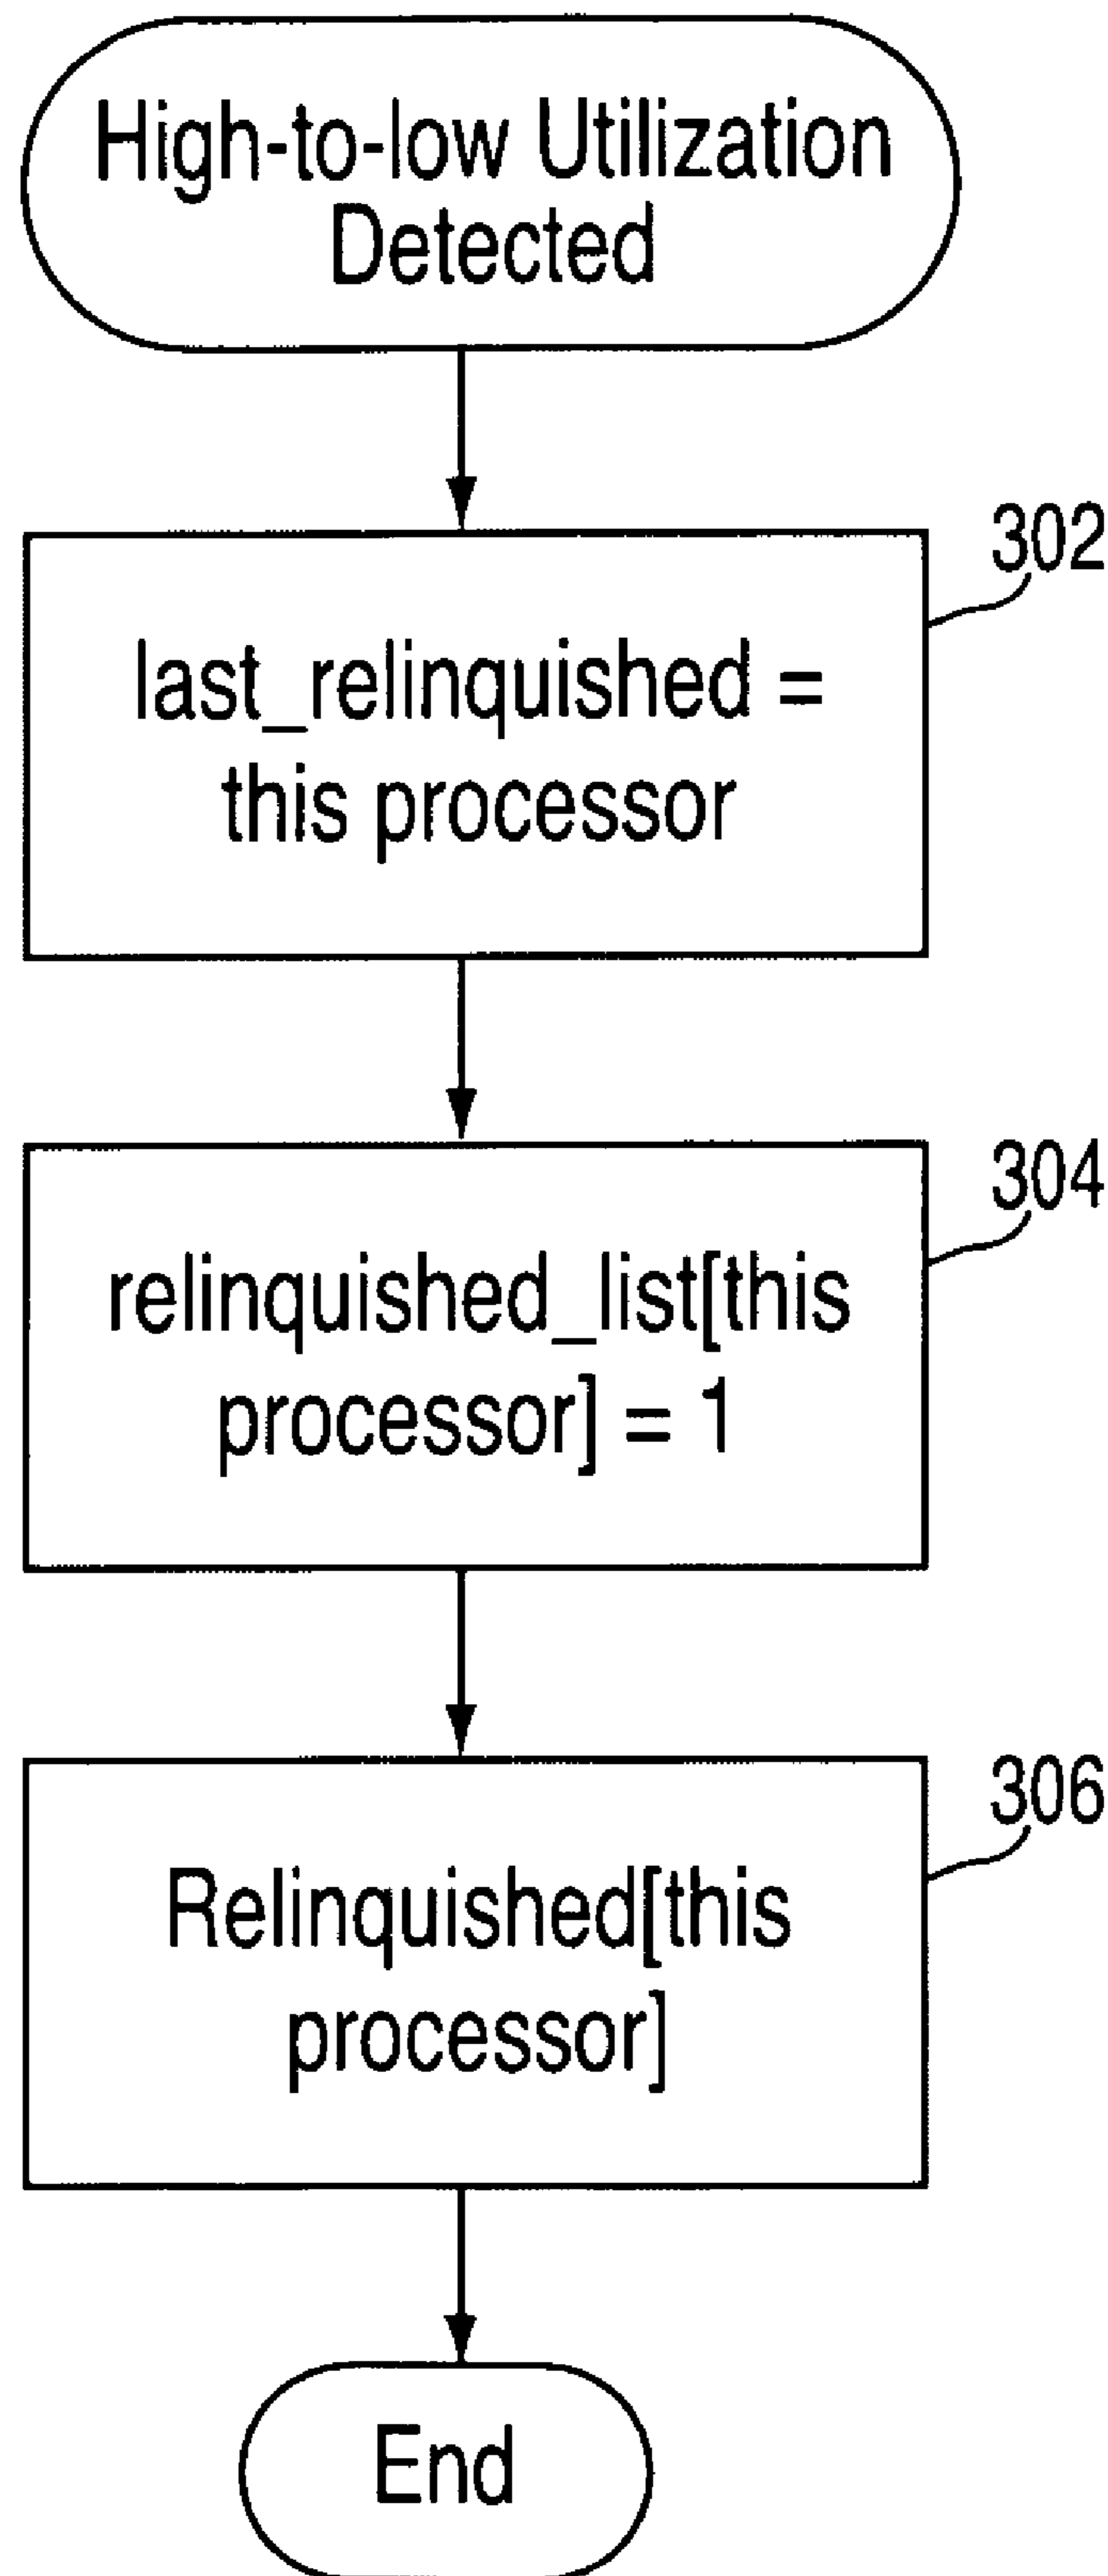 High-to-low Utilization
Detected
302
last_relinquished =
this processor
304
relinquished_list[this
processor] = 1
306
Relinquished[this
processor]
End